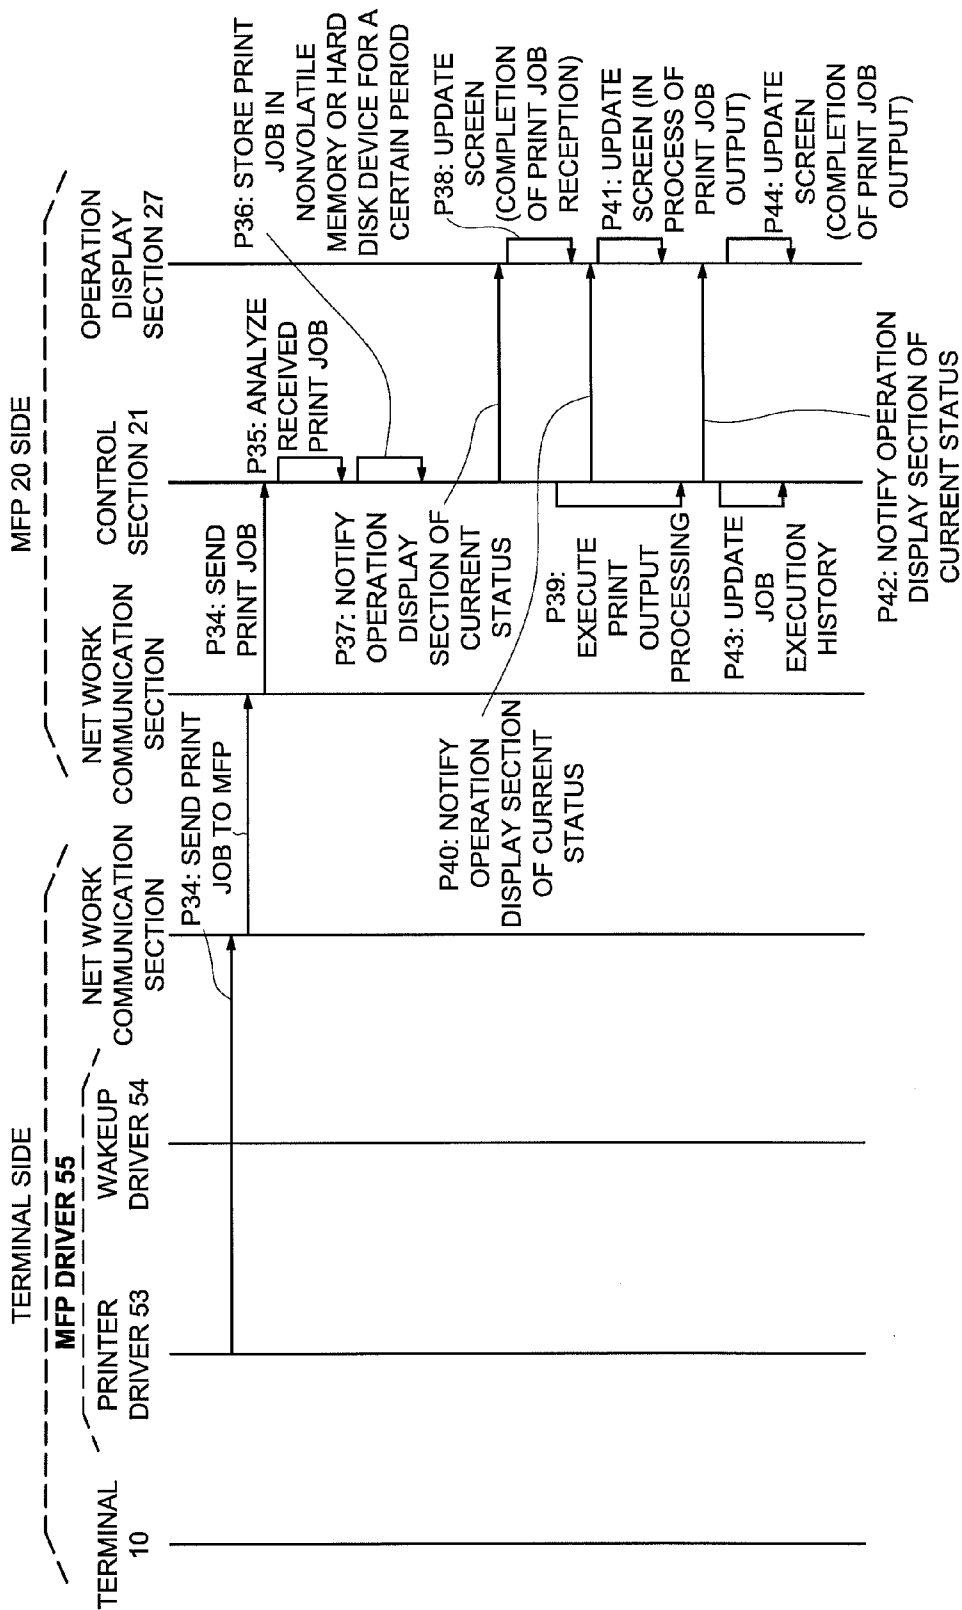 TERMINAL SIDE
MFP DRIVER 55
TERMINAL
10
PRINTER
DRIVER 53
WAKEUP
DRIVER 54
NET WORK
COMMUNICATION
SECTION
MFP 20 SIDE
NET WORK
COMMUNICATION
SECTION
CONTROL
SECTION 21
OPERATION
DISPLAY
SECTION 27
P34: SEND PRINT
JOB TO MFP
P34: SEND
PRINT JOB
P35: ANALYZE
RECEIVED
PRINT JOB
P36: STORE PRINT
JOB IN
NONVOLATILE
MEMORY OR HARD
DISK DEVICE FOR A
CERTAIN PERIOD
P37: NOTIFY
OPERATION
DISPLAY
SECTION OF
CURRENT
STATUS
P38: UPDATE
SCREEN
(COMPLETION
OF PRINT JOB
RECEPTION)
P39:
EXECUTE
PRINT
OUTPUT
PROCESSING
P40: NOTIFY
OPERATION
DISPLAY SECTION
OF CURRENT
STATUS
P41: UPDATE
SCREEN (IN
PROCESS OF
PRINT JOB
OUTPUT)
P42: NOTIFY OPERATION
DISPLAY SECTION OF
CURRENT STATUS
P43: UPDATE
JOB
EXECUTION
HISTORY
P44: UPDATE
SCREEN
(COMPLETION
OF PRINT JOB
OUTPUT)